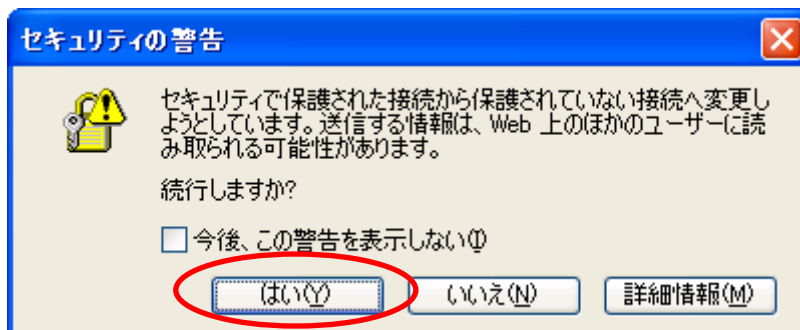 セキュリティの警告
セキュリティで保護された接続から保護されていない接続へ変更し
ようとしています。送信する情報は、Web 上のほかのユーザーに読
み取られる可能性があります。
続行しますか?
今後、この警告を表示しない(I)
はい(Y) いいえ(N) 詳細情報(M)